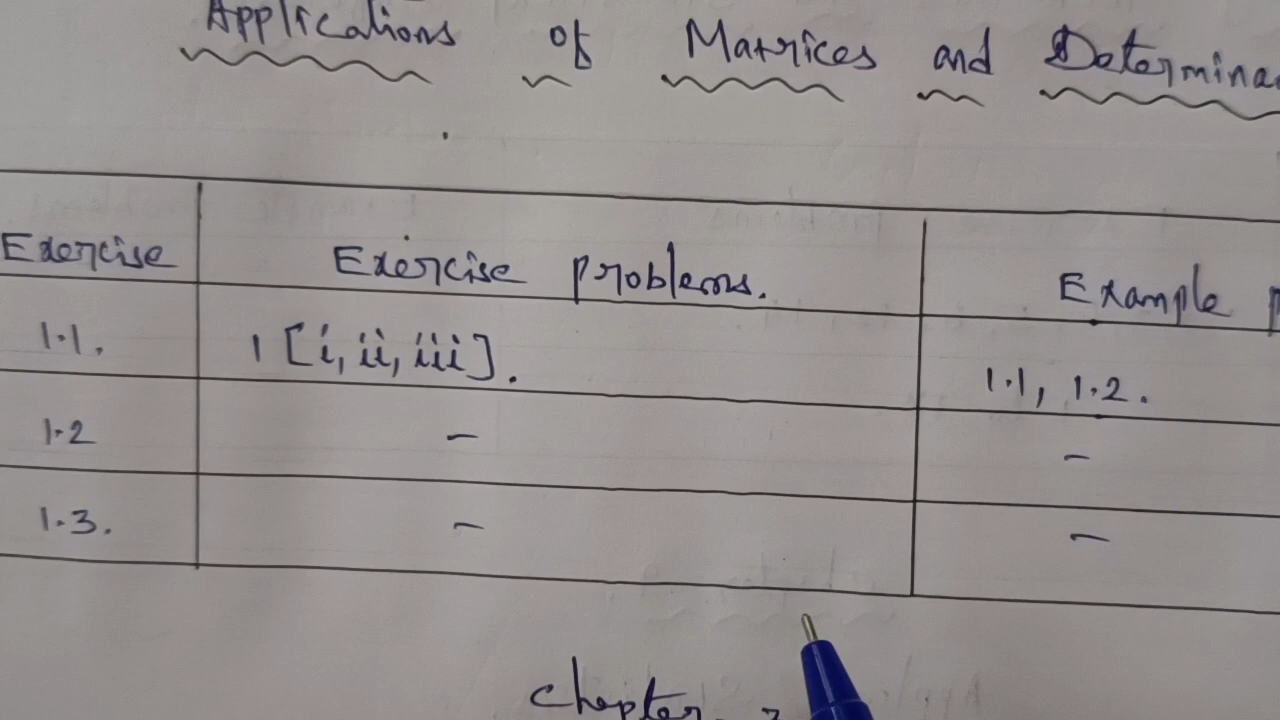 Applications of Matrices and
Exercise Exercise problems. Example
1.1. 1 [i, ii, iii]. 1.1, 1.2.
1.2 - -
1.3. - -
Chapter